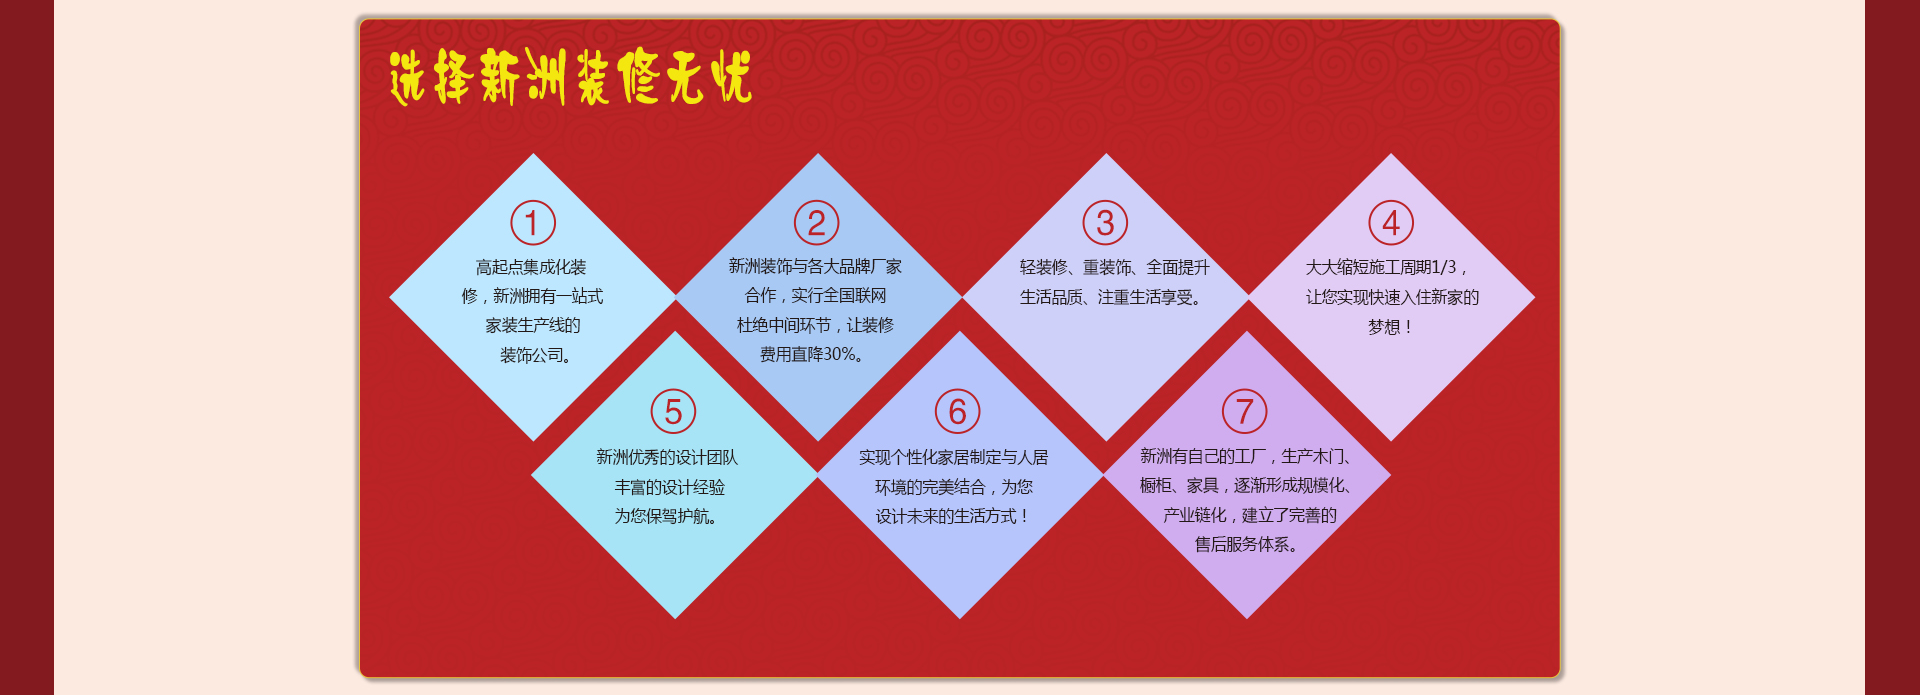 选择新洲装修无忧
①
高起点集成化装
修，新洲拥有一站式
家装生产线的
装饰公司。
②
新洲装饰与各大品牌厂家
合作，实行全国联网
杜绝中间环节，让装修
费用直降30%。
③
轻装修、重装饰、全面提升
生活品质、注重生活享受。
④
大大缩短施工周期1/3，
让您实现快速入住新家的
梦想！
⑤
新洲优秀的设计团队
丰富的设计经验
为您保驾护航。
⑥
实现个性化家居制定与人居
环境的完美结合，为您
设计未来的生活方式！
⑦
新洲有自己的工厂，生产木门、
橱柜、家具，逐渐形成规模化、
产业链化，建立了完善的
售后服务体系。